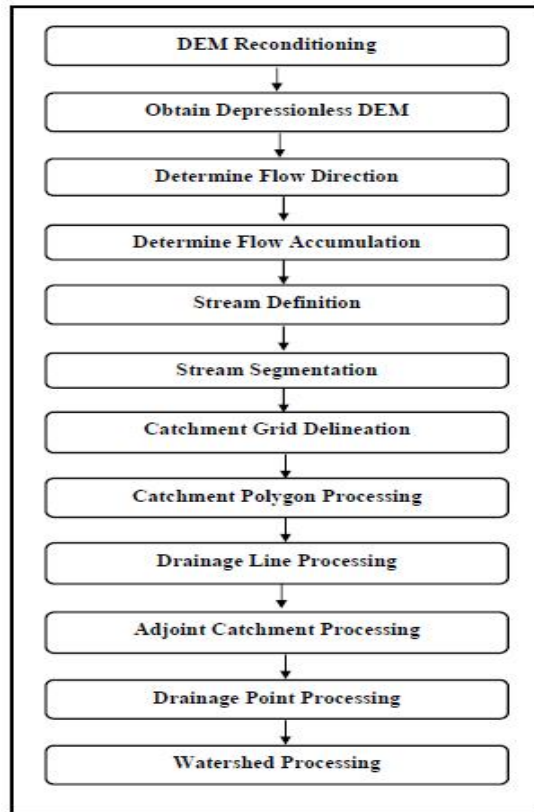 DEM Reconditioning
Obtain Depressionless DEM
Determine Flow Direction
Determine Flow Accumulation
Stream Definition
Stream Segmentation
Catchment Grid Delineation
Catchment Polygon Processing
Drainage Line Processing
Adjoint Catchment Processing
Drainage Point Processing
Watershed Processing